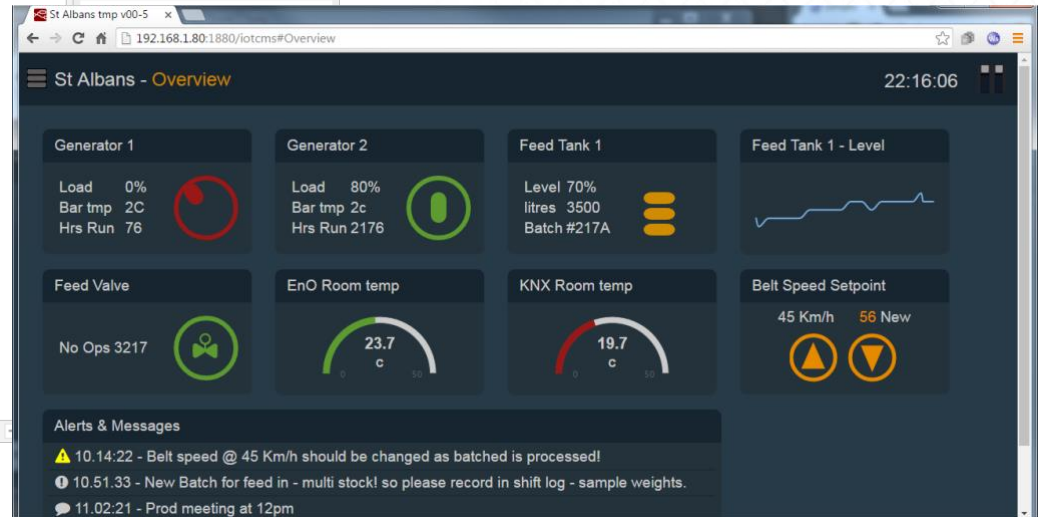 St Albans tmp v00-5
192.168.1.80:1880/iotcms#Overview
St Albans - Overview
22:16:06
Generator 1
Load 0%
Bar tmp 2C
Hrs Run 76
Generator 2
Load 80%
Bar tmp 2c
Hrs Run 2176
Feed Tank 1
Level 70%
litres 3500
Batch #217A
Feed Tank 1 - Level
Feed Valve
No Ops 3217
EnO Room temp
23.7
c
0 50
KNX Room temp
19.7
c
0 50
Belt Speed Setpoint
45 Km/h 56 New
Alerts & Messages
10.14:22 - Belt speed @ 45 Km/h should be changed as batched is processed!
10.51.33 - New Batch for feed in - multi stock! so please record in shift log - sample weights.
11.02:21 - Prod meeting at 12pm